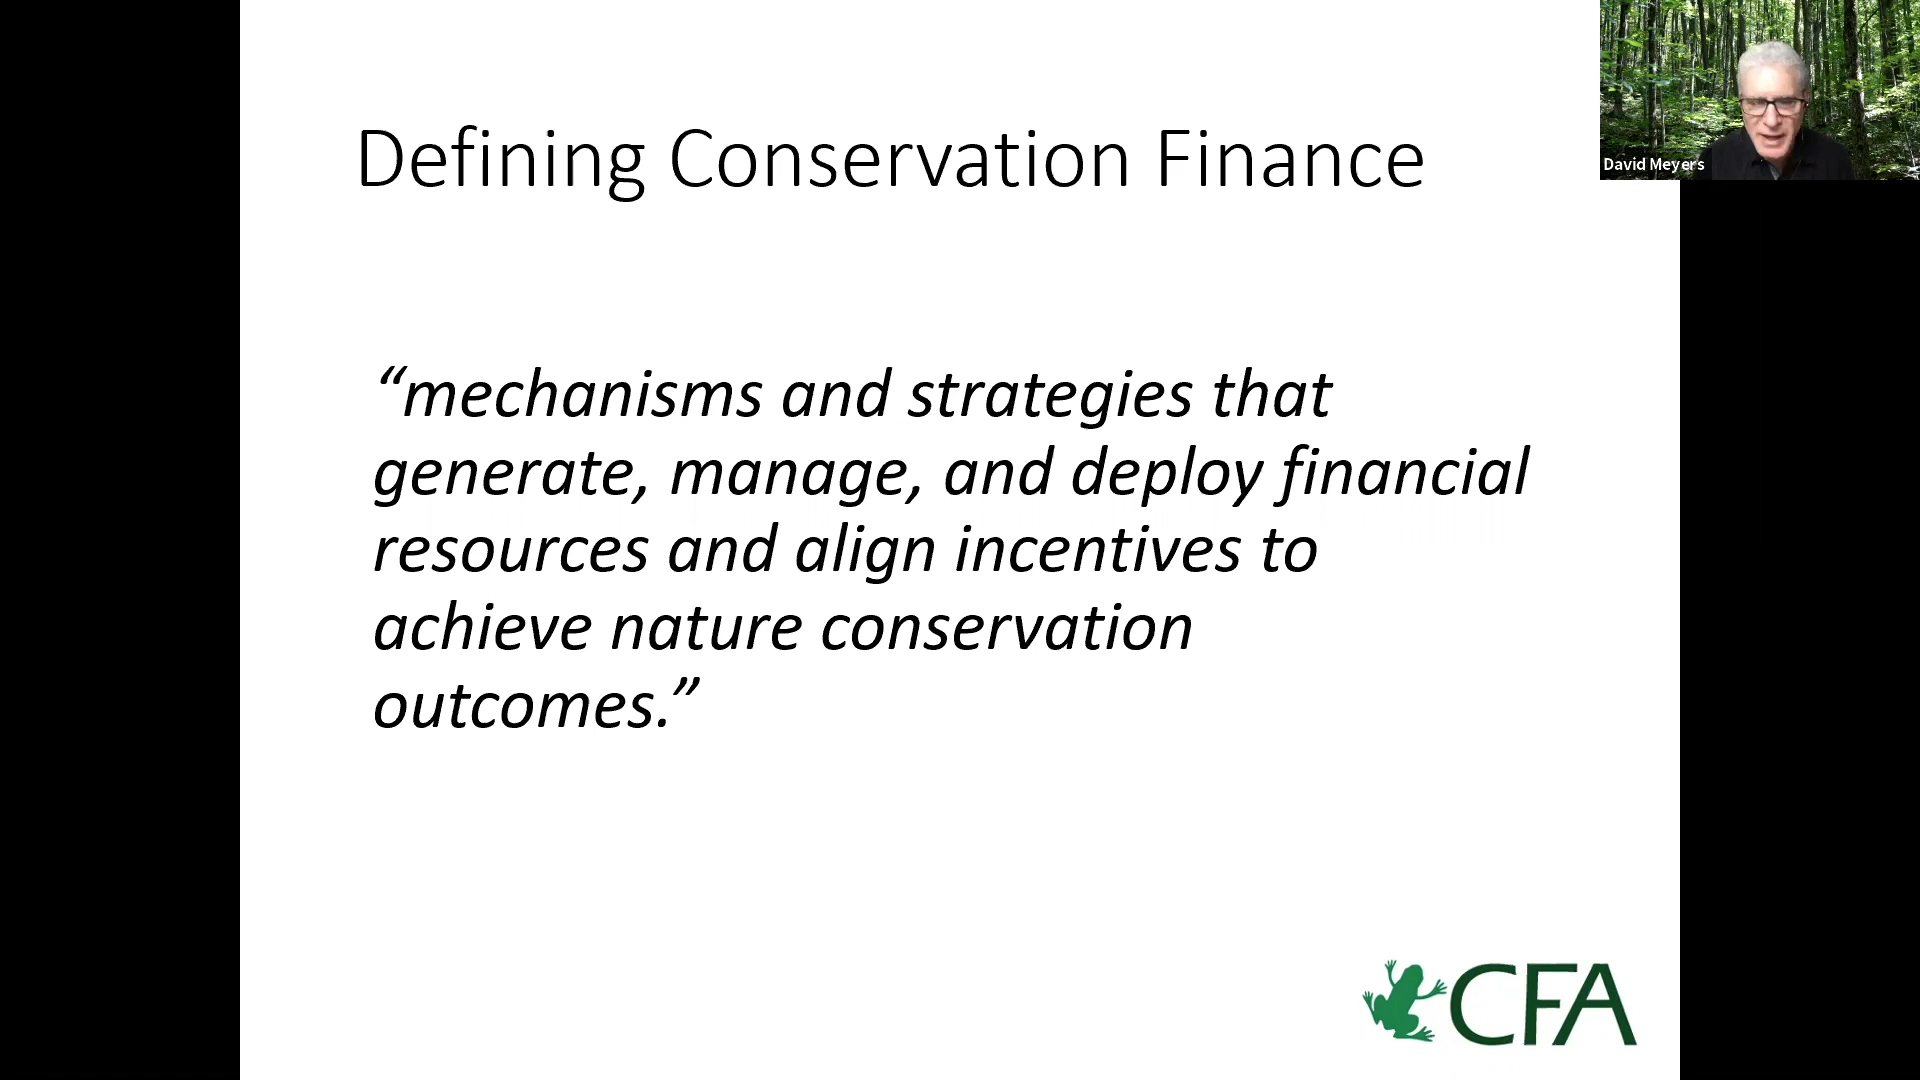 Defining Conservation Finance
David Meyers
“mechanisms and strategies that
generate, manage, and deploy financial
resources and align incentives to
achieve nature conservation
outcomes.”
CFA